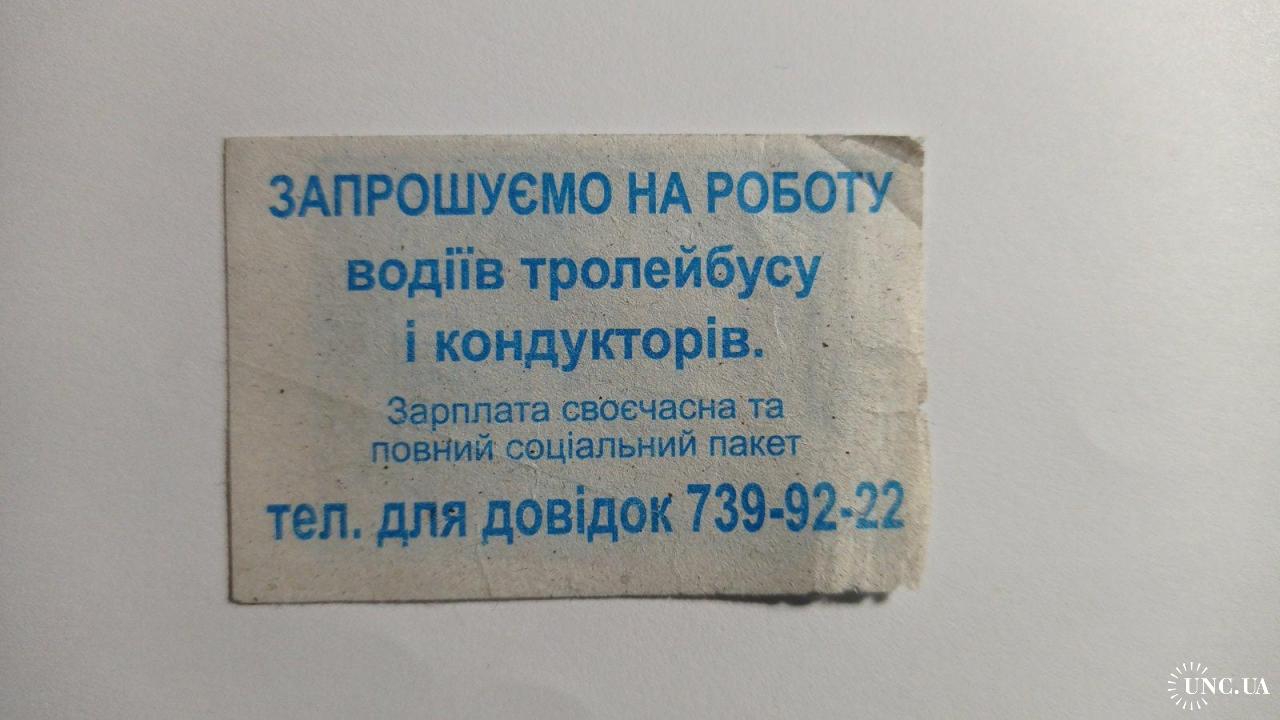 ЗАПРОШУЄМО НА РОБОТУ
водіїв тролейбусу
і кондукторів.
Зарплата своєчасна та
повний соціальний пакет
тел. для довідок 739-92-22
UNC.UA